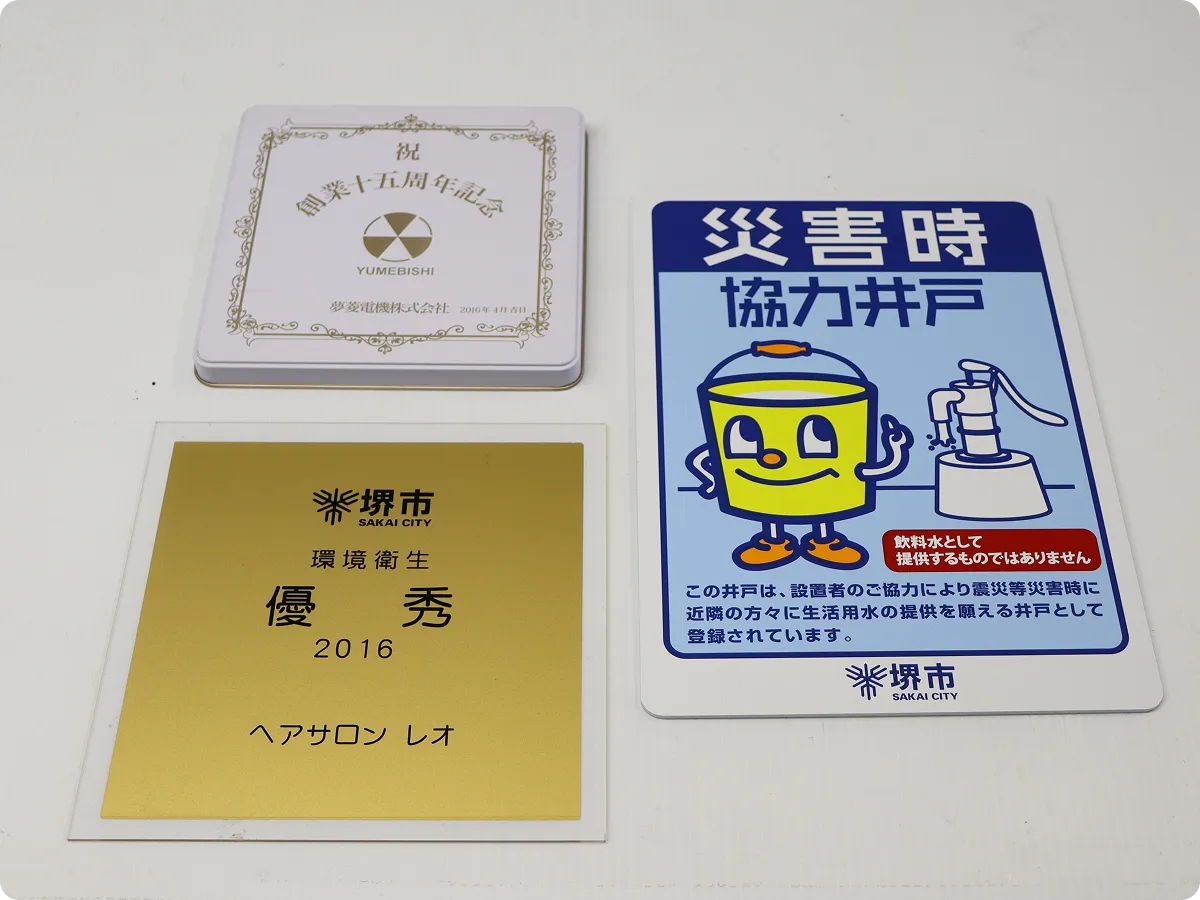 祝
創業十五周年記念
YUMEBISHI
夢菱電機株式会社 2016年4月吉日
堺市
SAKAI CITY
環境衛生
優 秀
2016
ヘアサロン レオ
災害時
協力井戸
飲料水として
提供するものではありません
この井戸は、設置者のご協力により震災等災害時に
近隣の方々に生活用水の提供を願える井戸として
登録されています。
堺市
SAKAI CITY